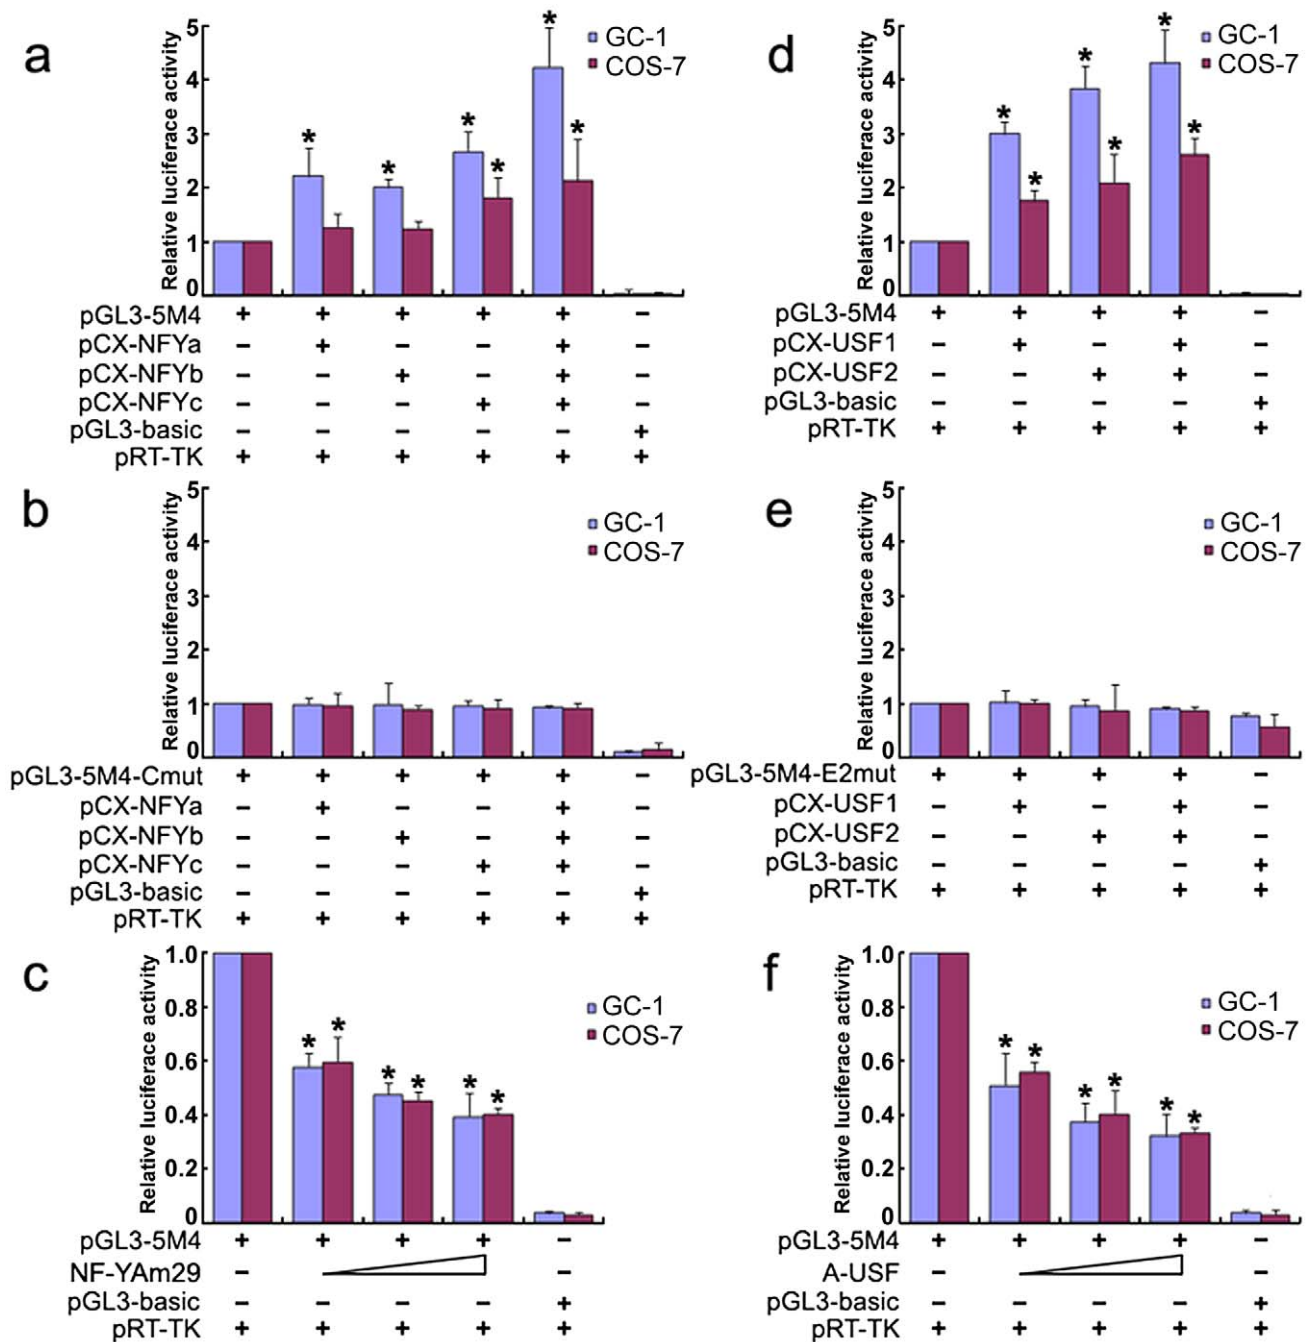 a
Relative luciferace activity
5
4
3
2
1
0
GC-1
COS-7
* * * * * *
pGL3-5M4 + + + + + −
pCX-NFYa − + − − + −
pCX-NFYb − − + − + −
pCX-NFYc − − − + + −
pGL3-basic − − − − − +
pRT-TK + + + + + +
d
Relative luciferace activity
5
4
3
2
1
0
GC-1
COS-7
* * * * * *
pGL3-5M4 + + + + −
pCX-USF1 − + − + −
pCX-USF2 − − + + −
pGL3-basic − − − − +
pRT-TK + + + + +
b
Relative luciferace activity
5
4
3
2
1
0
GC-1
COS-7
pGL3-5M4-Cmut + + + + + −
pCX-NFYa − + − − + −
pCX-NFYb − − + − + −
pCX-NFYc − − − + + −
pGL3-basic − − − − − +
pRT-TK + + + + + +
e
Relative luciferace activity
5
4
3
2
1
0
GC-1
COS-7
pGL3-5M4-E2mut + + + + −
pCX-USF1 − + − + −
pCX-USF2 − − + + −
pGL3-basic − − − − +
pRT-TK + + + + +
c
Relative luciferace activity
1.0
0.8
0.6
0.4
0.2
0
GC-1
COS-7
* * * * * *
pGL3-5M4 + + + + −
NF-YAm29 − −
pGL3-basic − − − − +
pRT-TK + + + + +
f
Relative luciferace activity
1.0
0.8
0.6
0.4
0.2
0
GC-1
COS-7
* * * * * *
pGL3-5M4 + + + + −
A-USF − −
pGL3-basic − − − − +
pRT-TK + + + + +